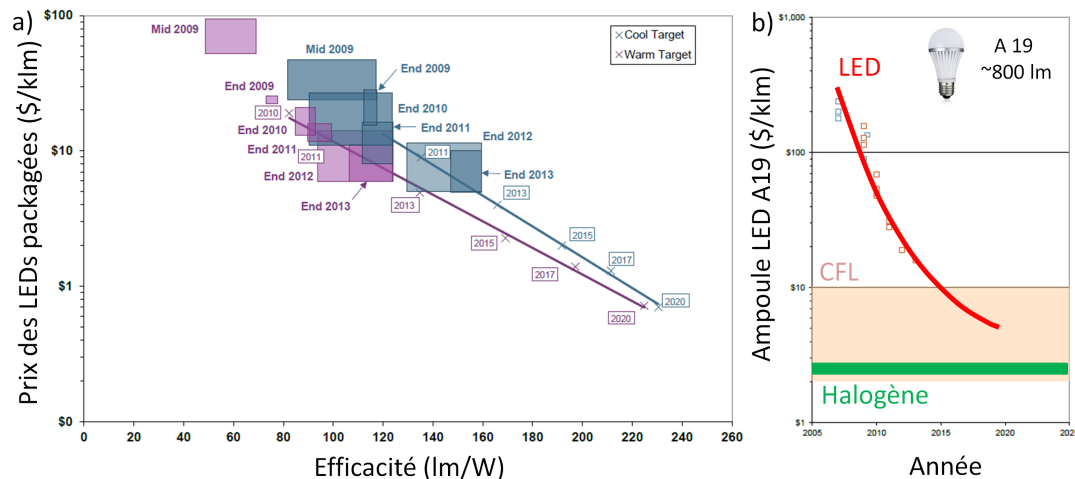 a)
Prix des LEDs packagées ($/klm)
$100
$10
$1
$0
0 20 40 60 80 100 120 140 160 180 200 220 240 260
Efficacité (lm/W)
Cool Target
Warm Target
Mid 2009
Mid 2009
End 2009
End 2009
2010
End 2010
End 2010
End 2011
End 2011
2011
End 2012
2011
End 2012
End 2013
End 2013
2013
2013
2015
2015
2017
2017
2020
2020
b)
Ampoule LED A19 ($/klm)
$1,000
$100
$10
$1
LED
A 19
~800 lm
CFL
Halogène
2005 2010 2015 2020
Année